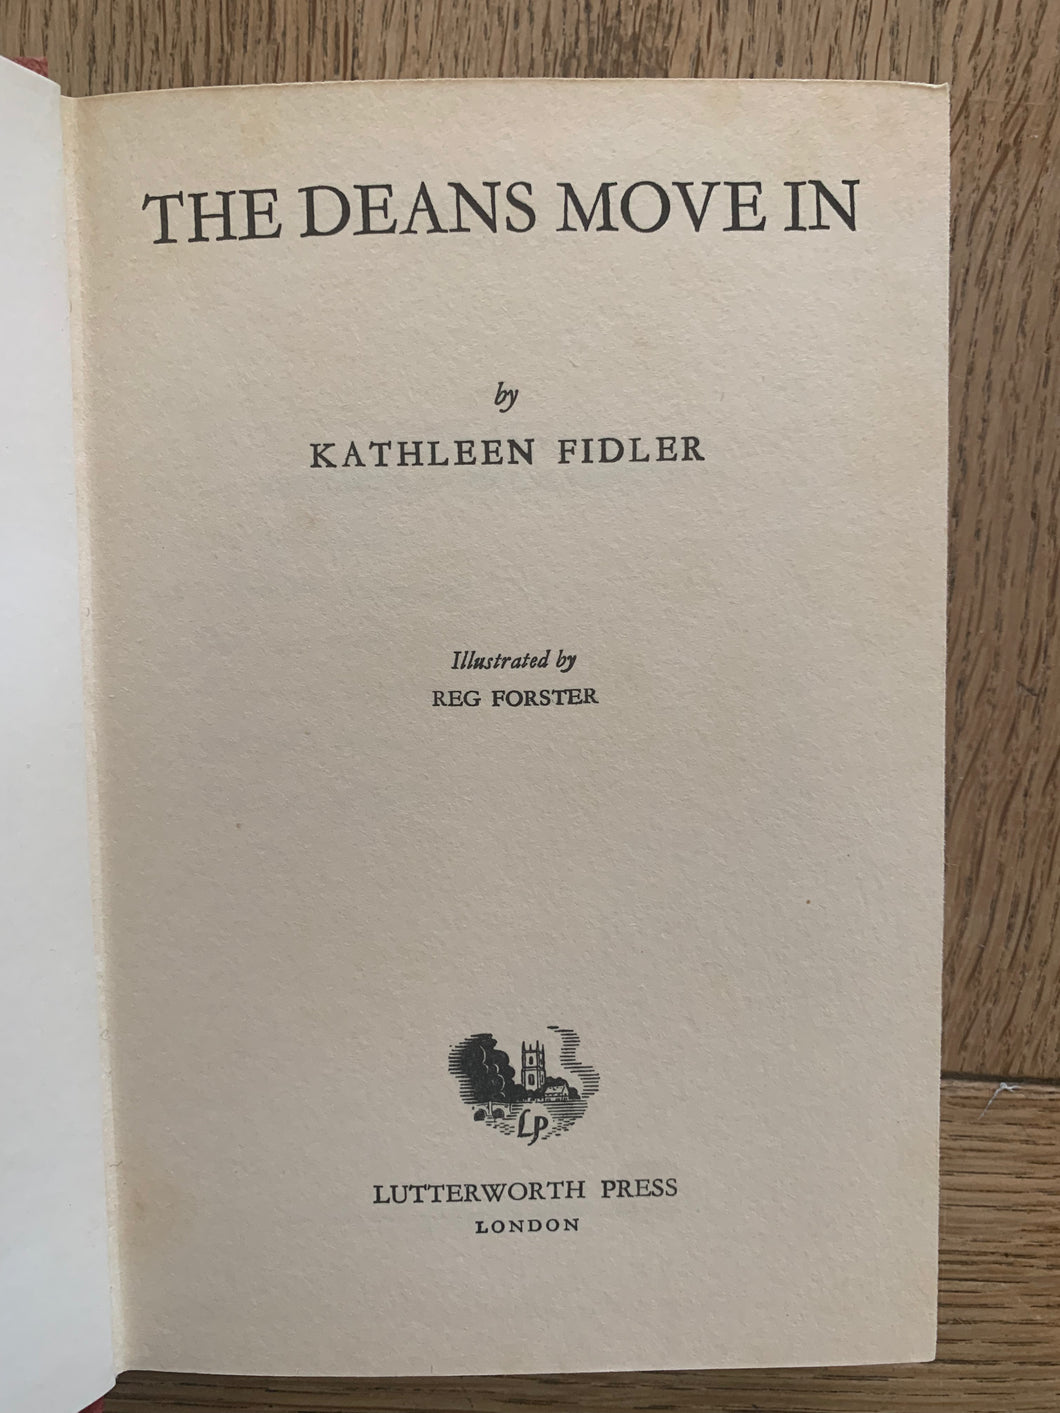 THE DEANS MOVE IN
by
KATHLEEN FIDLER
Illustrated by
REG FORSTER
LP
LUTTERWORTH PRESS
LONDON